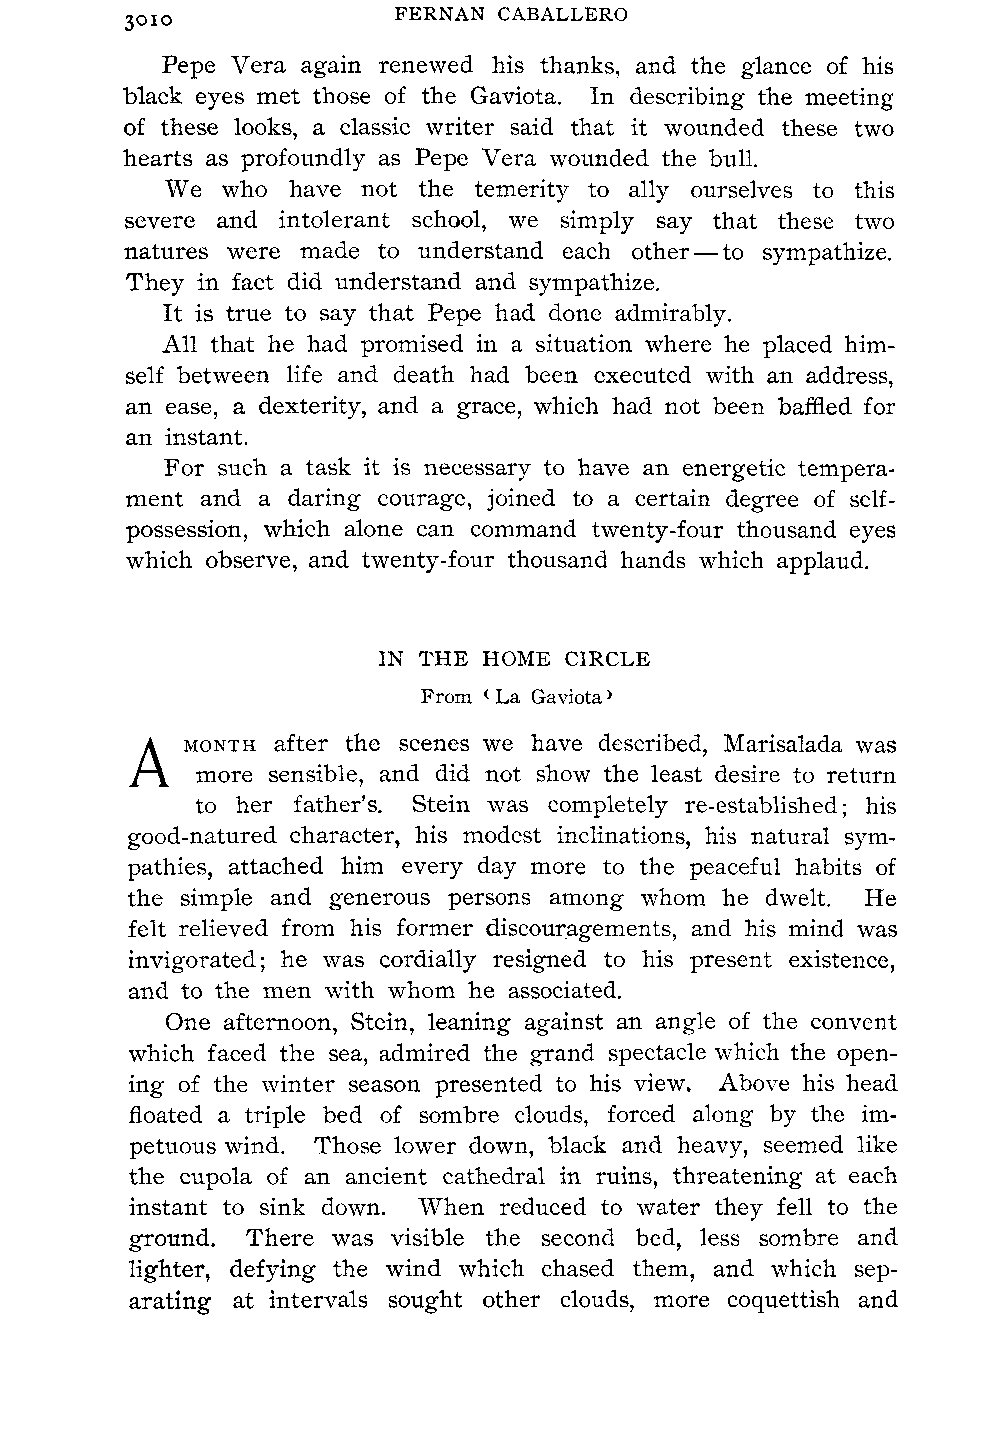 3010
FERNAN CABALLERO
Pepe Vera again renewed his thanks, and the glance of his
black eyes met those of the Gaviota. In describing the meeting
of these looks, a classic writer said that it wounded these two
hearts as profoundly as Pepe Vera wounded the bull.
We who have not the temerity to ally ourselves to this
severe and intolerant school, we simply say that these two
natures were made to understand each other—to sympathize.
They in fact did understand and sympathize.
It is true to say that Pepe had done admirably.
All that he had promised in a situation where he placed him-
self between life and death had been executed with an address,
an ease, a dexterity, and a grace, which had not been baffled for
an instant.
For such a task it is necessary to have an energetic tempera-
ment and a daring courage, joined to a certain degree of self-
possession, which alone can command twenty-four thousand eyes
which observe, and twenty-four thousand hands which applaud.
IN THE HOME CIRCLE
From ‘La Gaviota’
A MONTH after the scenes we have described, Marisalada was
more sensible, and did not show the least desire to return
to her father's. Stein was completely re-established; his
good-natured character, his modest inclinations, his natural sym-
pathies, attached him every day more to the peaceful habits of
the simple and generous persons among whom he dwelt. He
felt relieved from his former discouragements, and his mind was
invigorated; he was cordially resigned to his present existence,
and to the men with whom he associated.
One afternoon, Stein, leaning against an angle of the convent
which faced the sea, admired the grand spectacle which the open-
ing of the winter season presented to his view. Above his head
floated a triple bed of sombre clouds, forced along by the im-
petuous wind. Those lower down, black and heavy, seemed like
the cupola of an ancient cathedral in ruins, threatening at each
instant to sink down. When reduced to water they fell to the
ground. There was visible the second bed, less sombre and
lighter, defying the wind which chased them, and which sep-
arating at intervals sought other clouds, more coquettish and